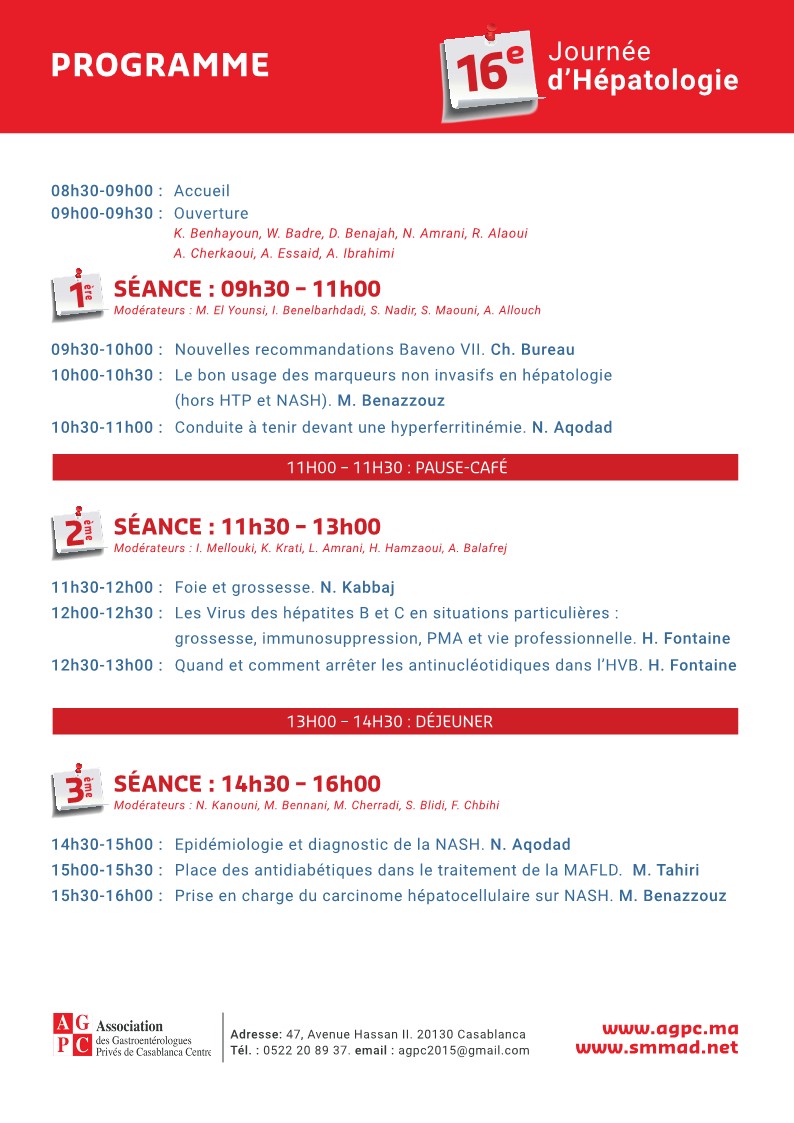 PROGRAMME
16e Journée
d’Hépatologie
08h30-09h00 : Accueil
09h00-09h30 : Ouverture
K. Benhayoun, W. Badre, D. Benajah, N. Amrani, R. Alaoui
A. Cherkaoui, A. Essaid, A. Ibrahimi
1ère SÉANCE : 09h30 – 11h00
Modérateurs : M. El Younsi, I. Benelbarhdadi, S. Nadir, S. Maouni, A. Allouch
09h30-10h00 : Nouvelles recommandations Baveno VII. Ch. Bureau
10h00-10h30 : Le bon usage des marqueurs non invasifs en hépatologie
(hors HTP et NASH). M. Benazzouz
10h30-11h00 : Conduite à tenir devant une hyperferritinémie. N. Aqodad
11H00 – 11H30 : PAUSE-CAFÉ
2ème SÉANCE : 11h30 – 13h00
Modérateurs : I. Mellouki, K. Krati, L. Amrani, H. Hamzaoui, A. Balafrej
11h30-12h00 : Foie et grossesse. N. Kabbaj
12h00-12h30 : Les Virus des hépatites B et C en situations particulières :
grossesse, immunosuppression, PMA et vie professionnelle. H. Fontaine
12h30-13h00 : Quand et comment arrêter les antinucléotidiques dans l’HVB. H. Fontaine
13H00 – 14H30 : DÉJEUNER
3ème SÉANCE : 14h30 – 16h00
Modérateurs : N. Kanouni, M. Bennani, M. Cherradi, S. Blidi, F. Chbihi
14h30-15h00 : Epidémiologie et diagnostic de la NASH. N. Aqodad
15h00-15h30 : Place des antidiabétiques dans le traitement de la MAFLD. M. Tahiri
15h30-16h00 : Prise en charge du carcinome hépatocellulaire sur NASH. M. Benazzouz
AGPC
Association
des Gastroentérologues
Privés de Casablanca Centre
Adresse: 47, Avenue Hassan II. 20130 Casablanca
Tél. : 0522 20 89 37. email : agpc2015@gmail.com
www.agpc.ma
www.smmad.net